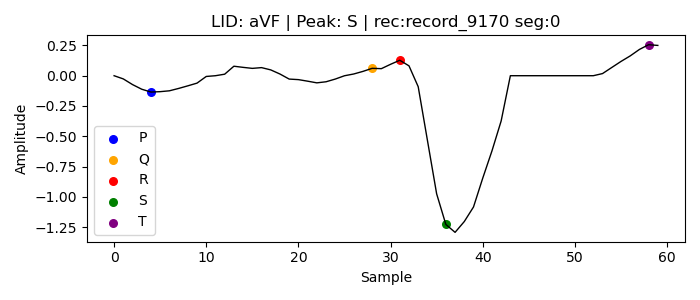 LID: aVF | Peak: S | rec:record_9170 seg:0
0.25
0.00
−0.25
−0.50
−0.75
−1.00
−1.25
Amplitude
P
Q
R
S
T
0 10 20 30 40 50 60
Sample